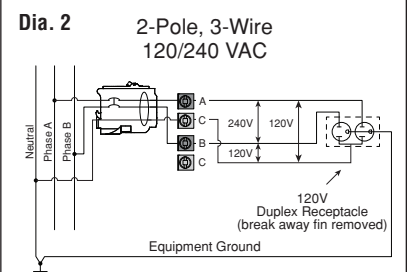 Dia. 2
2-Pole, 3-Wire
120/240 VAC
Neutral
Phase A
Phase B
A
C
B
C
240V
120V
120V
120V
Duplex Receptacle
(break away fin removed)
Equipment Ground